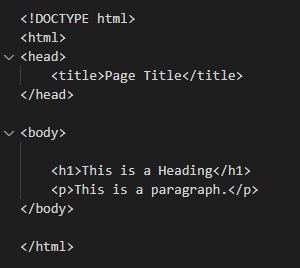 <!DOCTYPE html>
<html>
<head>
    <title>Page Title</title>
</head>
<body>
    <h1>This is a Heading</h1>
    <p>This is a paragraph.</p>
</body>
</html>